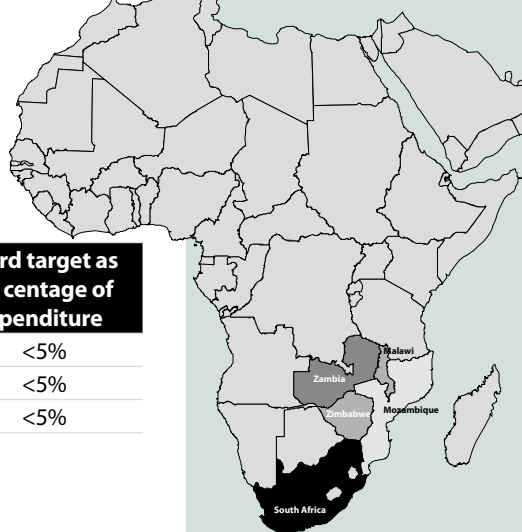 rd target as
centage of
penditure
<5%
<5%
<5%
Malawi
Zambia
Mozambique
Zimbabwe
South Africa